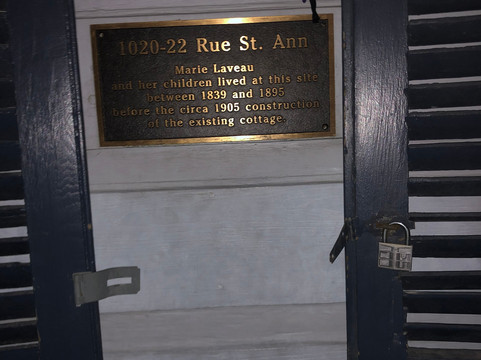 1020-22 Rue St. Ann
Marie Laveau
and her children lived at this site
between 1839 and 1895
before the circa 1905 construction
of the existing cottage.